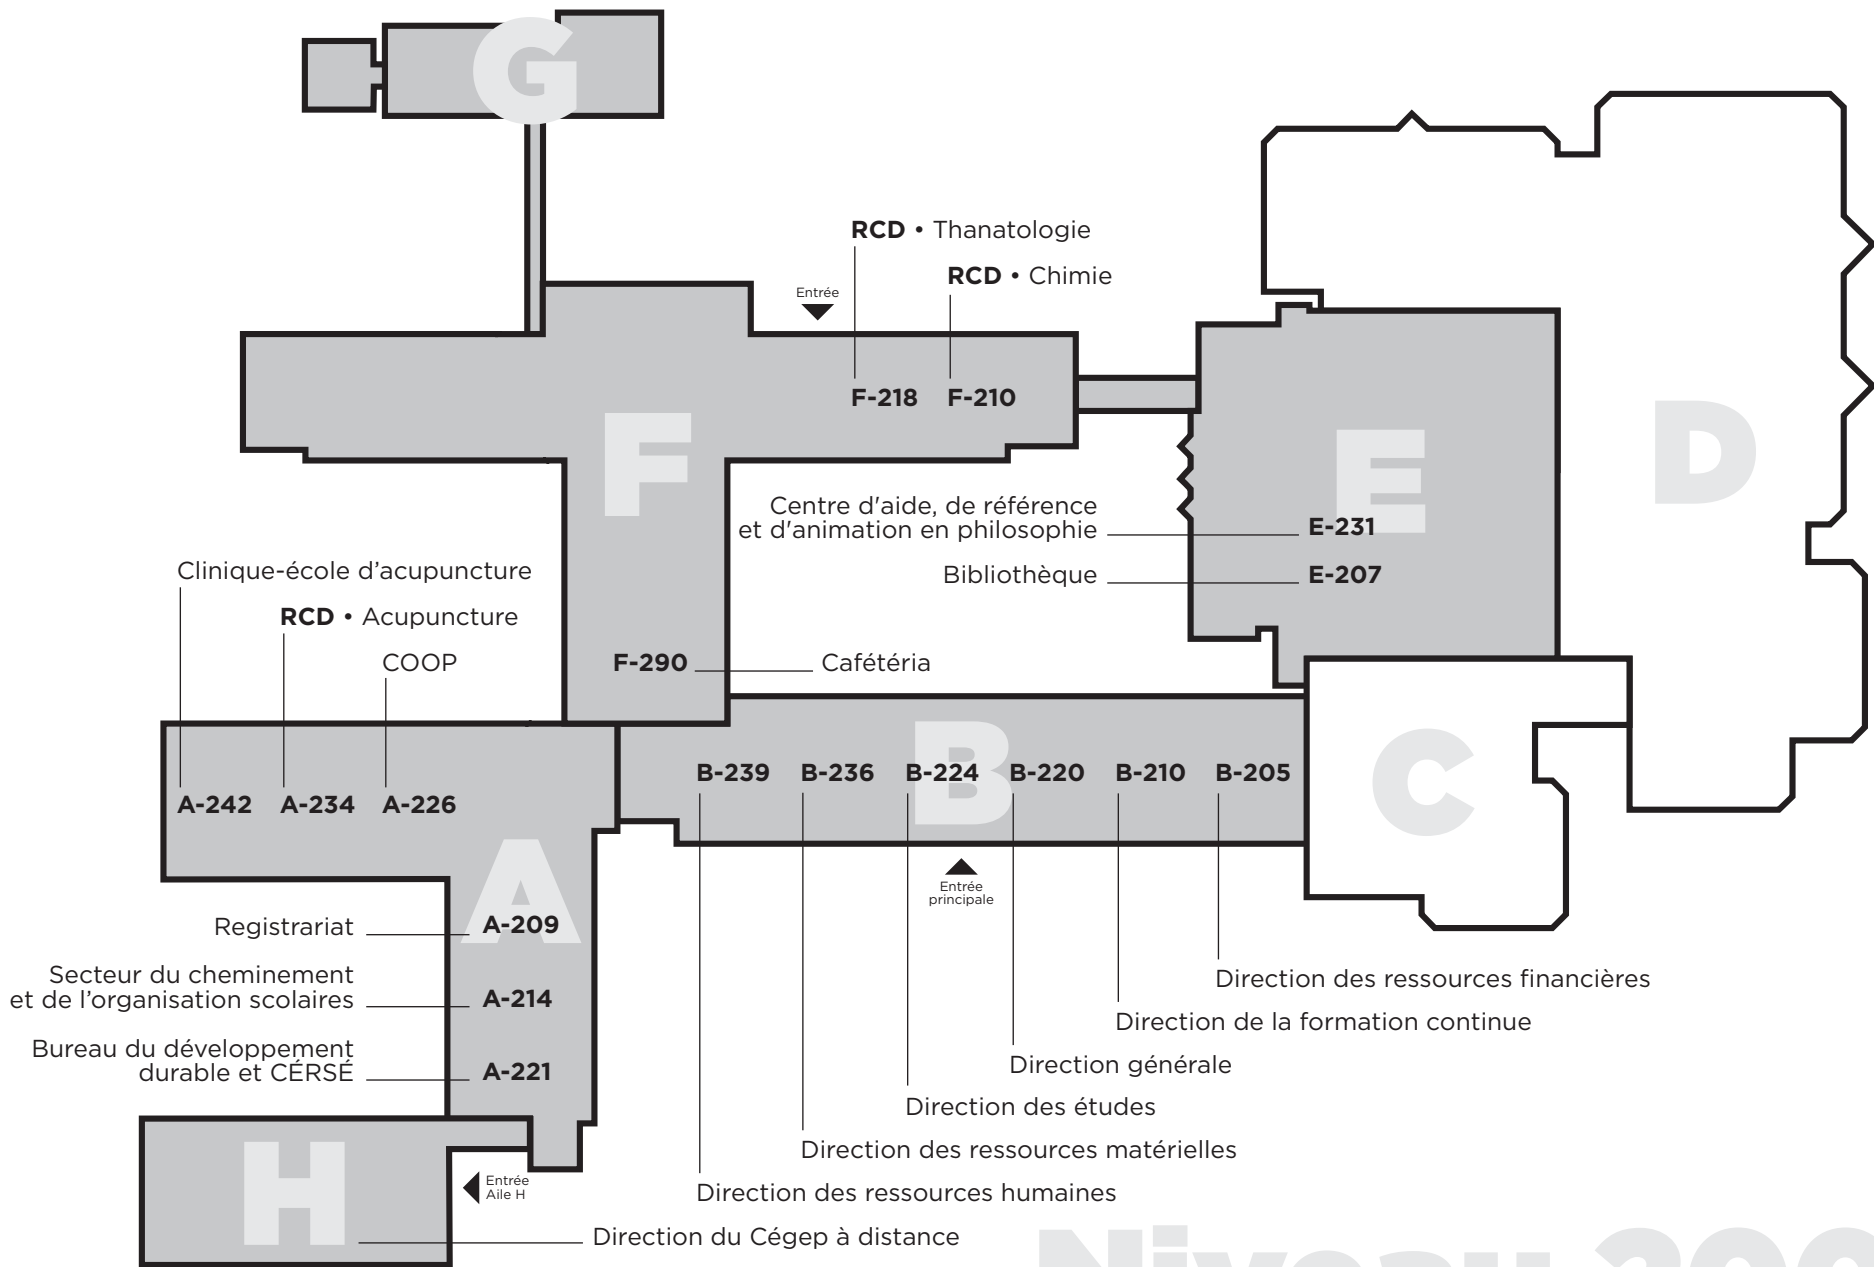 G
RCD • Thanatologie
RCD • Chimie
Entrée
F-218 F-210
F
E
D
Centre d'aide, de référence
et d'animation en philosophie
E-231
Bibliothèque
E-207
Clinique-école d’acupuncture
RCD • Acupuncture
COOP
F-290
Cafétéria
B
C
B-239 B-236 B-224 B-220 B-210 B-205
A-242 A-234 A-226
A
Entrée
principale
Registrariat
A-209
Secteur du cheminement
et de l’organisation scolaires
A-214
Bureau du développement
durable et CÉRSÉ
A-221
Direction des ressources financières
Direction de la formation continue
Direction générale
Direction des études
Direction des ressources matérielles
Direction des ressources humaines
H
Entrée
Aile H
Direction du Cégep à distance
Niveau 200